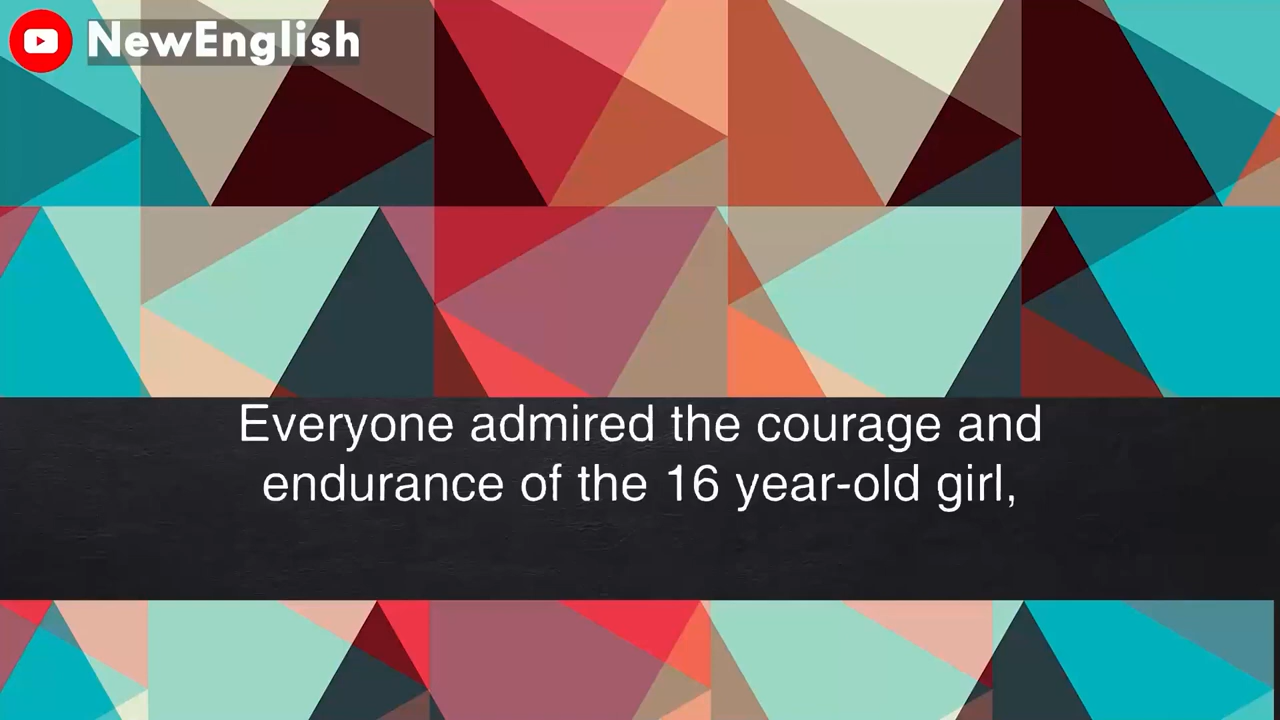 NewEnglish
Everyone admired the courage and
endurance of the 16 year-old girl,